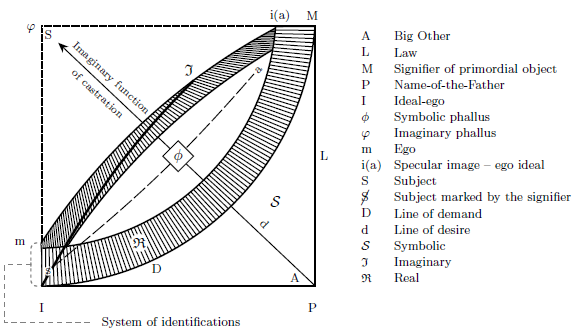 i(a) M
φ
S
Imaginary function
of castration
ℑ
a
ϕ
L
𝒮
d
m
ℜ
D
$
A
I
P
System of identifications
A Big Other
L Law
M Signifier of primordial object
P Name-of-the-Father
I Ideal-ego
ϕ Symbolic phallus
φ Imaginary phallus
m Ego
i(a) Specular image – ego ideal
S Subject
$ Subject marked by the signifier
D Line of demand
d Line of desire
𝒮 Symbolic
ℑ Imaginary
ℜ Real